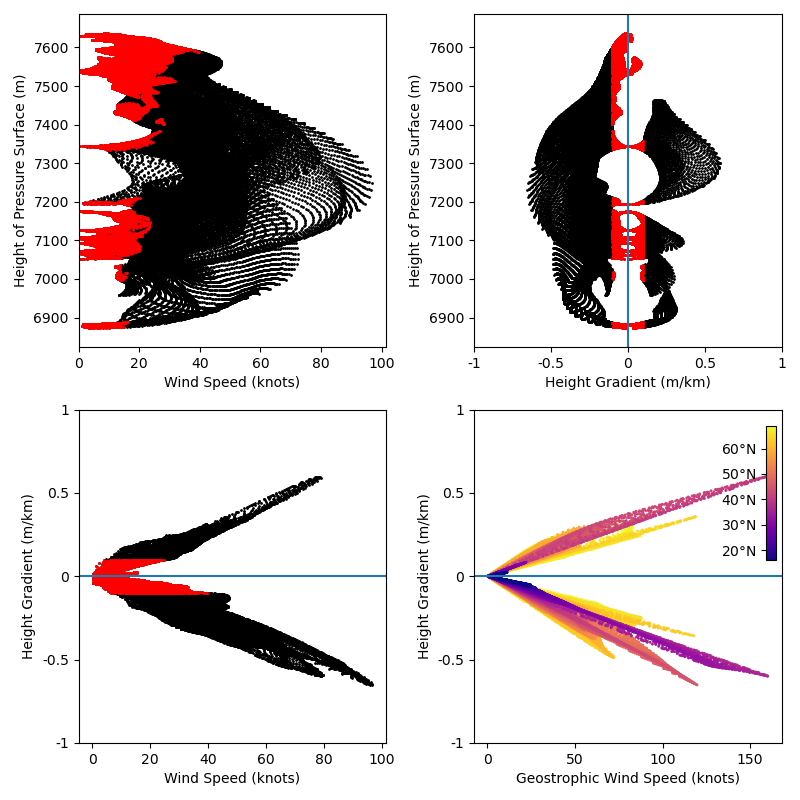 7600
7500
7400
7300
7200
7100
7000
6900
Height of Pressure Surface (m)
0 20 40 60 80 100
Wind Speed (knots)
7600
7500
7400
7300
7200
7100
7000
6900
Height of Pressure Surface (m)
-1 -0.5 0 0.5 1
Height Gradient (m/km)
1
0.5
0
-0.5
-1
Height Gradient (m/km)
0 20 40 60 80 100
Wind Speed (knots)
1
0.5
0
-0.5
-1
Height Gradient (m/km)
60°N
50°N
40°N
30°N
20°N
0 50 100 150
Geostrophic Wind Speed (knots)